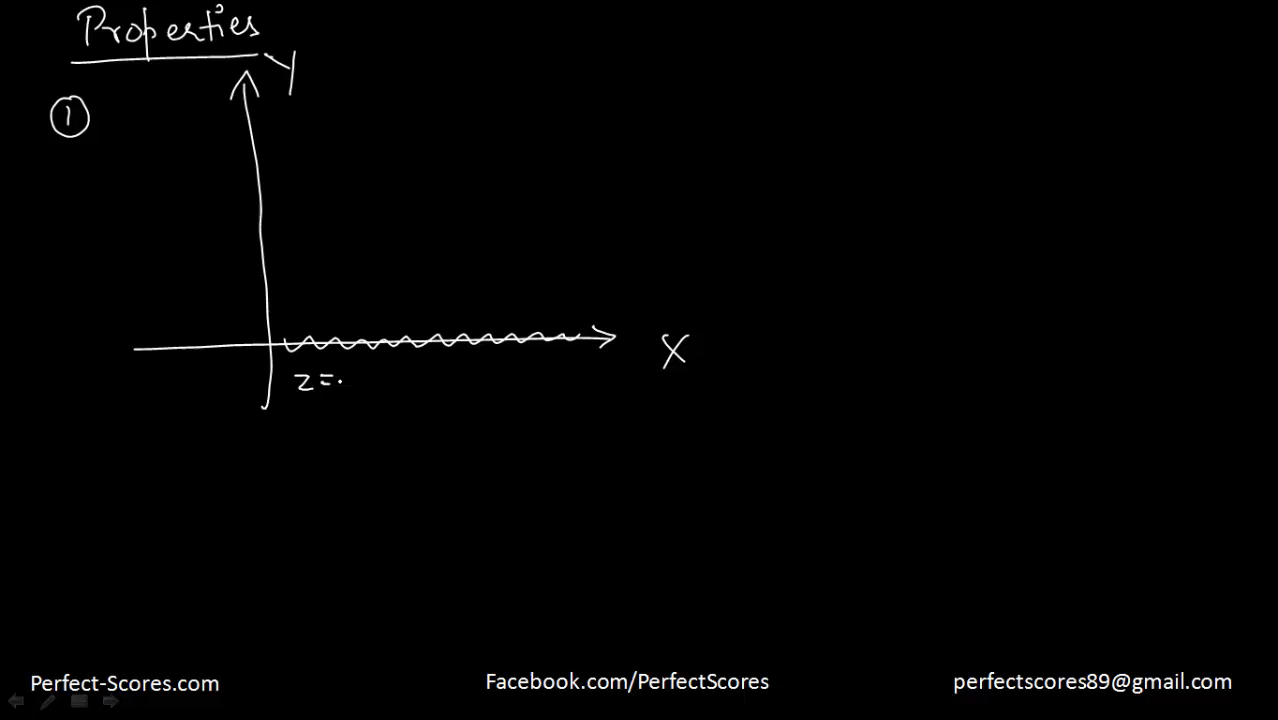 Properties
Y
①
X
z=
Perfect-Scores.com
Facebook.com/PerfectScores
perfectscores89@gmail.com